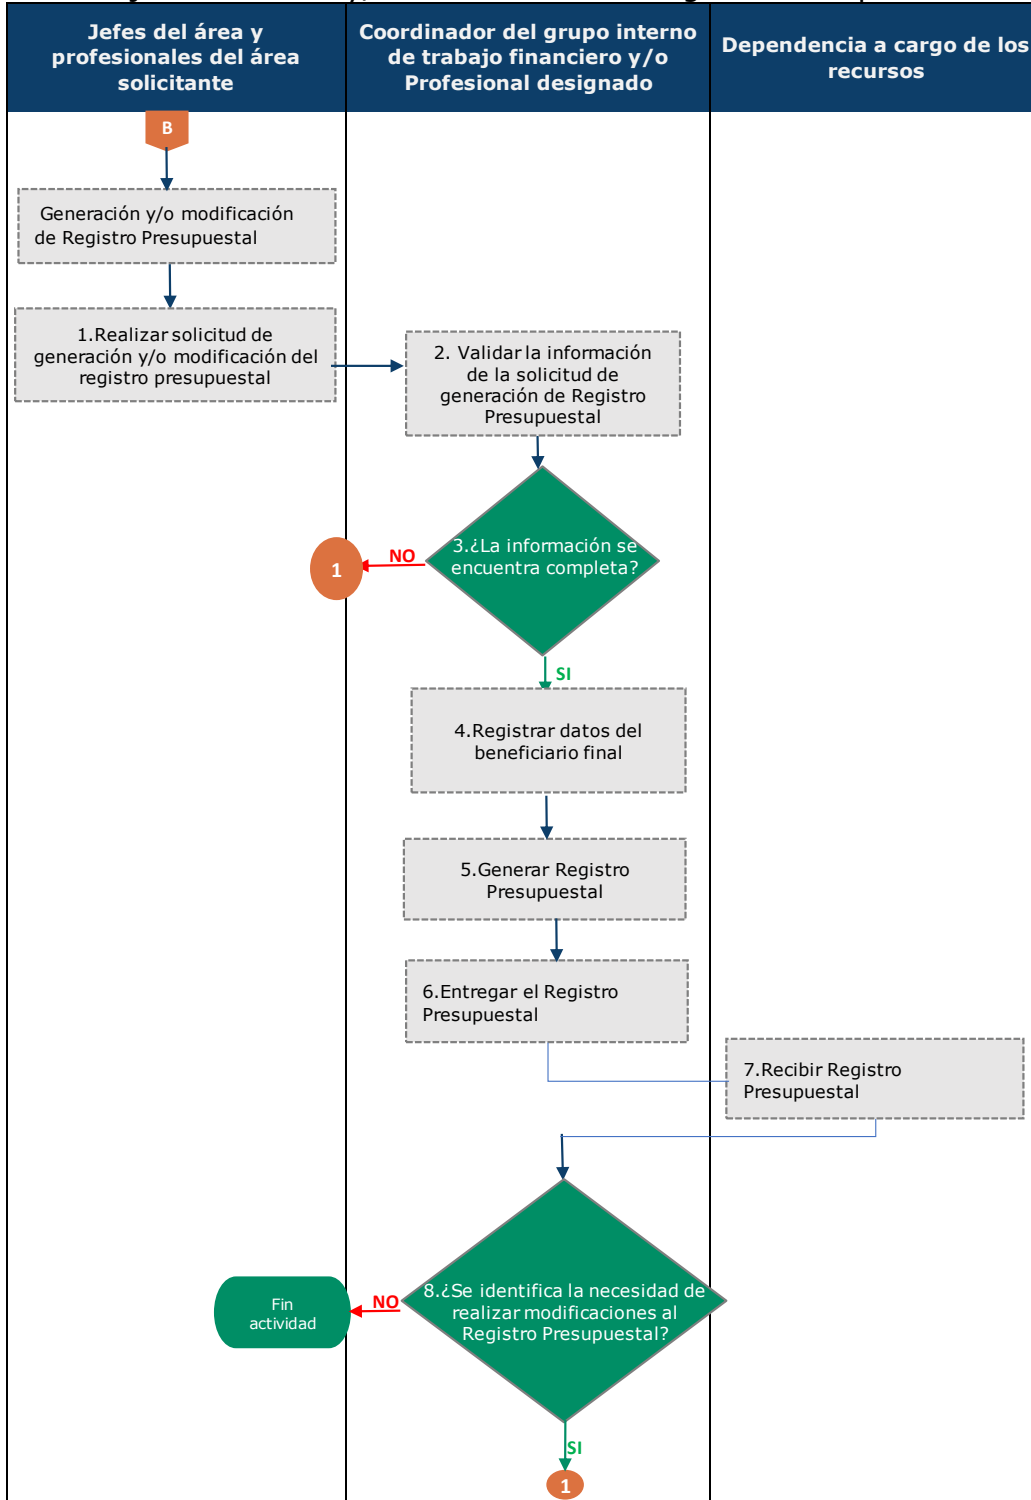 Jefes del área y
profesionales del área
solicitante
Coordinador del grupo interno
de trabajo financiero y/o
Profesional designado
Dependencia a cargo de los
recursos
B
Generación y/o modificación
de Registro Presupuestal
1.Realizar solicitud de
generación y/o modificación del
registro presupuestal
2. Validar la información
de la solicitud de
generación de Registro
Presupuestal
3.¿La información se
encuentra completa?
NO
1
SI
4.Registrar datos del
beneficiario final
5.Generar Registro
Presupuestal
6.Entregar el Registro
Presupuestal
7.Recibir Registro
Presupuestal
8.¿Se identifica la necesidad de
realizar modificaciones al
Registro Presupuestal?
NO
Fin
actividad
SI
1